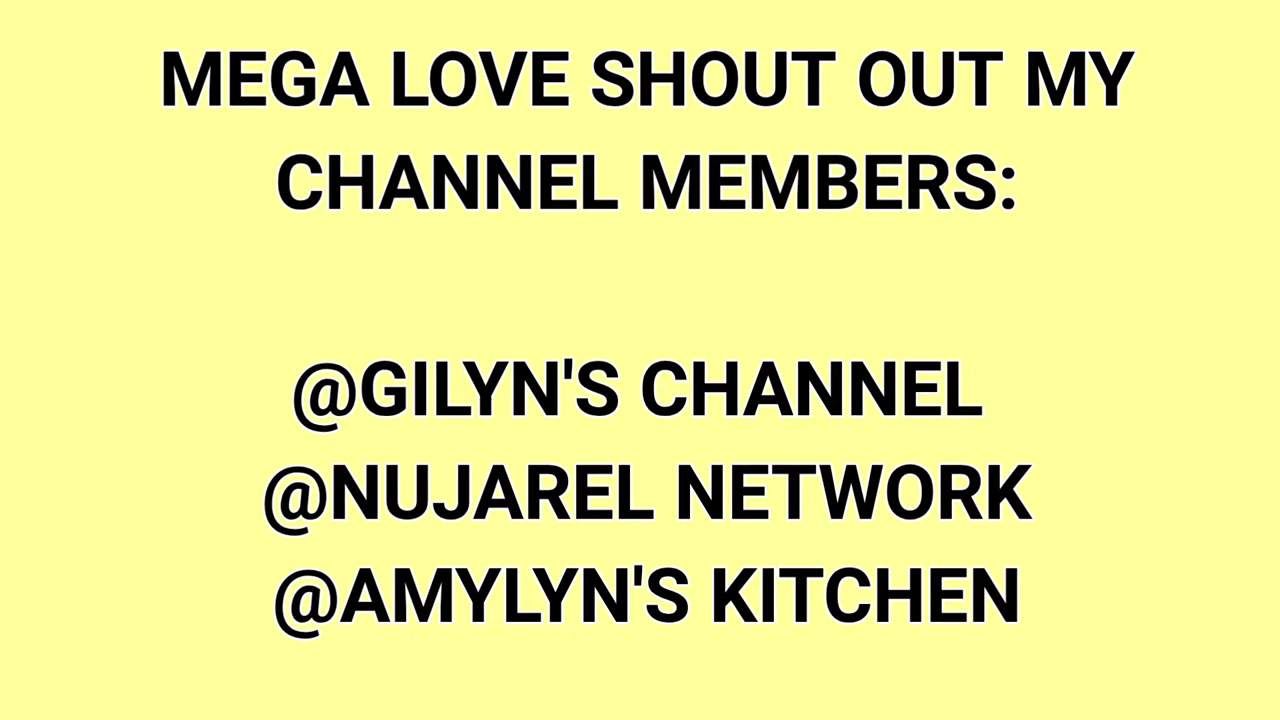 MEGA LOVE SHOUT OUT MY
CHANNEL MEMBERS:
@GILYN'S CHANNEL
@NUJAREL NETWORK
@AMYLYN'S KITCHEN